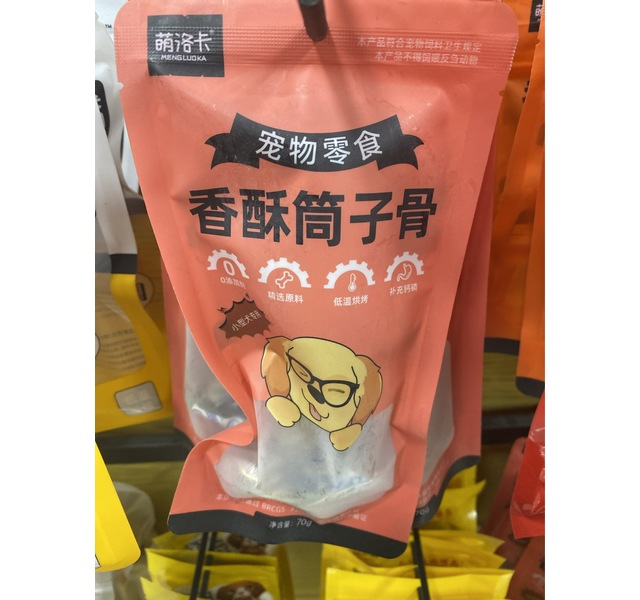 萌洛卡®
MENGLUOKA
本产品符合宠物饲料卫生规定
本产品不得饲喂反刍动物
宠物零食
香酥筒子骨
0添加剂
精选原料
低温烘烤
补充钙磷
小型犬专用
BRCGS
净含量：70g
70g